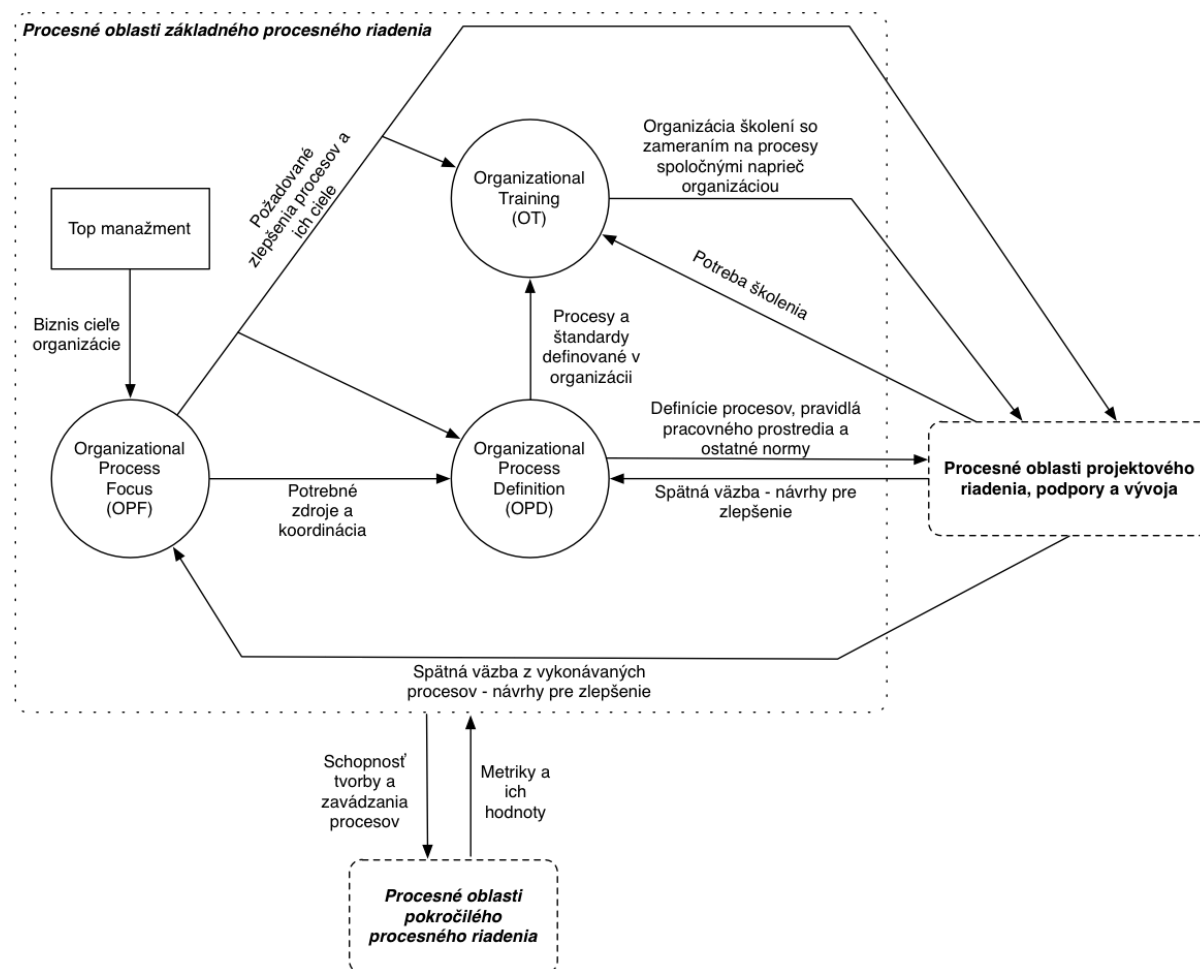 Procesné oblasti základného procesného riadenia
Organizácia školení so
zameraním na procesy
spoločnými naprieč
organizáciou
Požadované
zlepšenia procesov a
ich ciele
Organizational
Training
(OT)
Top manažment
Potreba školenia
Biznis cieľe
organizácie
Procesy a
štandardy
definované v
organizácii
Definície procesov, pravidlá
pracovného prostredia a
ostatné normy
Organizational
Process
Focus
(OPF)
Organizational
Process
Definition
(OPD)
Procesné oblasti projektového
riadenia, podpory a vývoja
Potrebné
zdroje a
koordinácia
Spätná väzba - návrhy pre
zlepšenie
Spätná väzba z vykonávaných
procesov - návrhy pre zlepšenie
Schopnosť
tvorby a
zavádzania
procesov
Metriky a
ich
hodnoty
Procesné oblasti
pokročilého
procesného riadenia